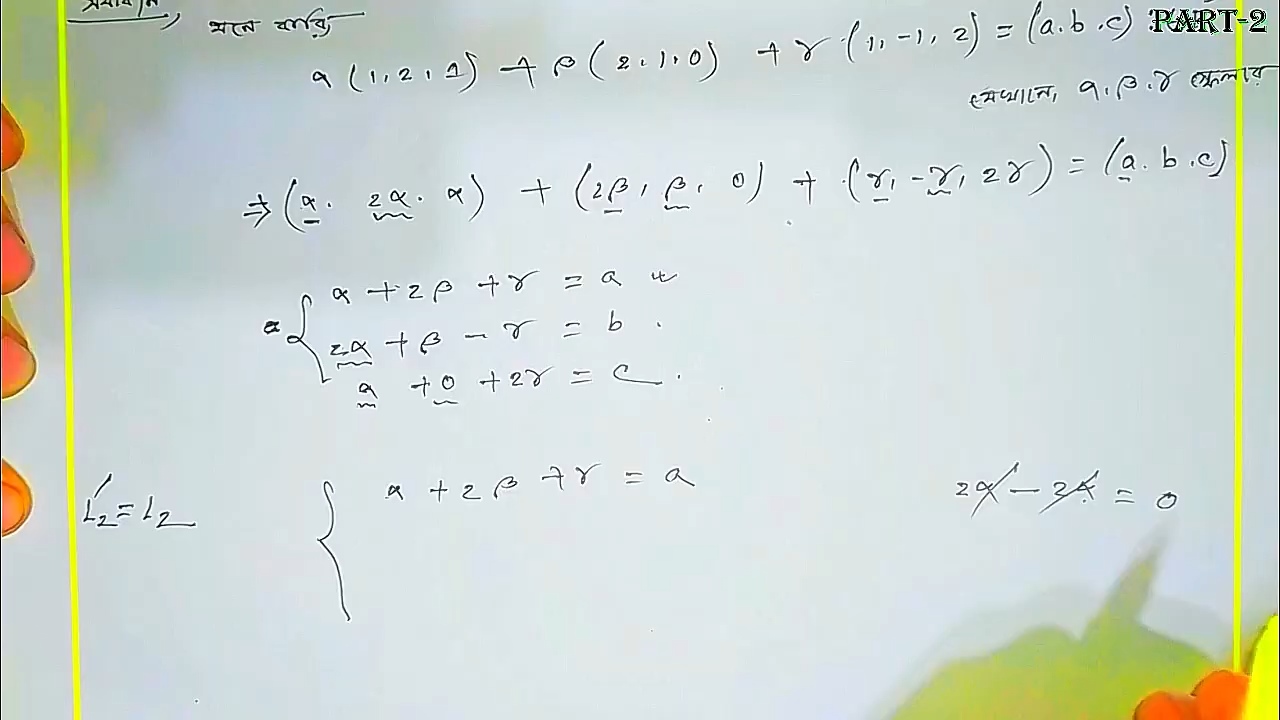 মনে করি,
PART-2
α (1, 2, 1) + β (2, 1, 0) + γ (1, -1, 2) = (a, b, c)
যেখানে, α, β, γ স্কেলার
⇒ (α, 2α, α) + (2β, β, 0) + (γ, -γ, 2γ) = (a, b, c)
α + 2β + γ = a
2α + β - γ = b
α + 0 + 2γ = c
α + 2β + γ = a
L₂' = L₂
2α - 2α = 0